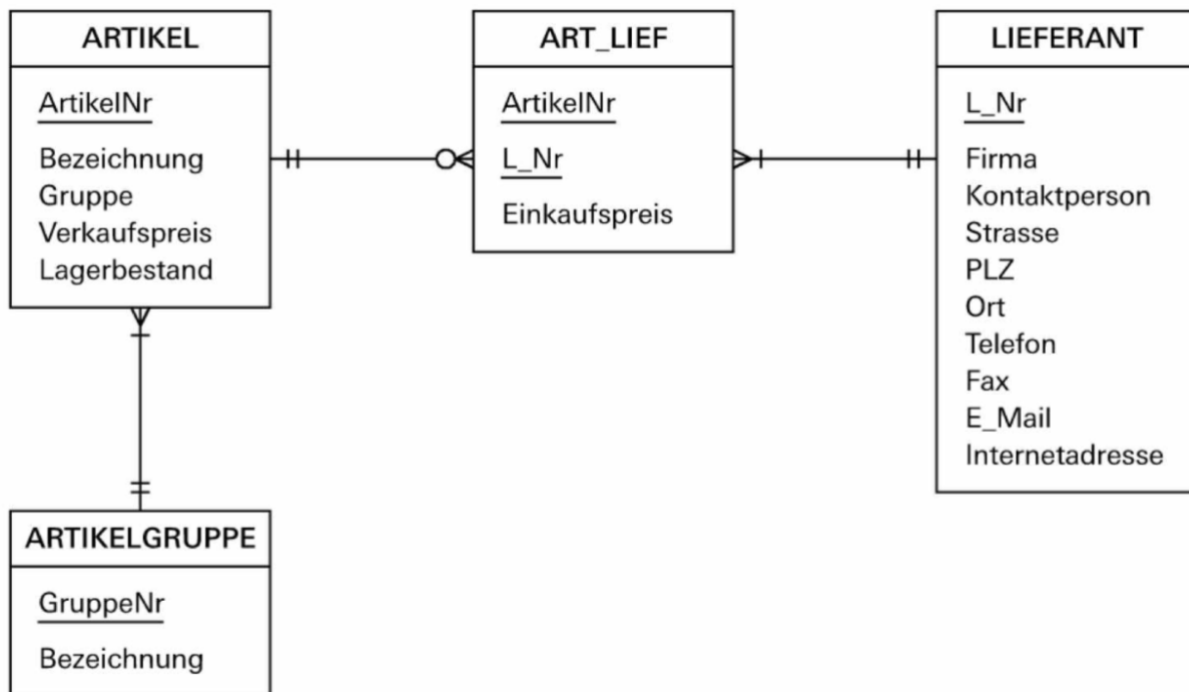 ARTIKEL
ArtikelNr
Bezeichnung
Gruppe
Verkaufspreis
Lagerbestand
ART_LIEF
ArtikelNr
L_Nr
Einkaufspreis
LIEFERANT
L_Nr
Firma
Kontaktperson
Strasse
PLZ
Ort
Telefon
Fax
E_Mail
Internetadresse
ARTIKELGRUPPE
GruppeNr
Bezeichnung